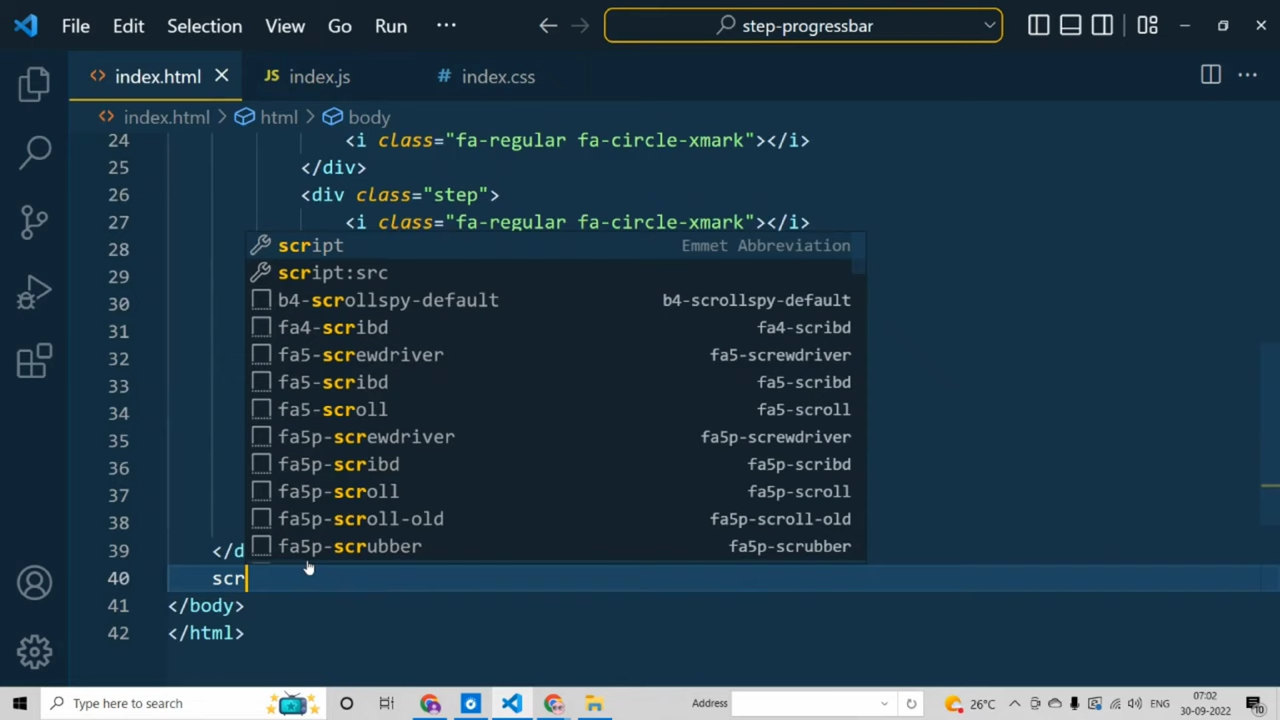 File Edit Selection View Go Run ··· step-progressbar
index.html JS index.js # index.css ···
index.html > html > body
24 <i class="fa-regular fa-circle-xmark"></i>
25 </div>
26 <div class="step">
27 <i class="fa-regular fa-circle-xmark"></i>
28 script Emmet Abbreviation
29 script:src
30 b4-scrollspy-default b4-scrollspy-default
31 fa4-scribd fa4-scribd
32 fa5-screwdriver fa5-screwdriver
33 fa5-scribd fa5-scribd
34 fa5-scroll fa5-scroll
35 fa5p-screwdriver fa5p-screwdriver
36 fa5p-scribd fa5p-scribd
37 fa5p-scroll fa5p-scroll
38 fa5p-scroll-old fa5p-scroll-old
39 </d fa5p-scrubber fa5p-scrubber
40 scr
41 </body>
42 </html>
Type here to search Address 26°C ENG 07:02
30-09-2022 10